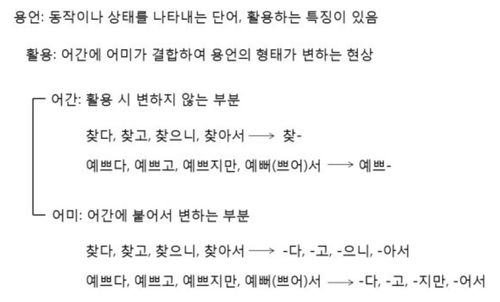 용언: 동작이나 상태를 나타내는 단어, 활용하는 특징이 있음
활용: 어간에 어미가 결합하여 용언의 형태가 변하는 현상
어간: 활용 시 변하지 않는 부분
찾다, 찾고, 찾으니, 찾아서 → 찾-
예쁘다, 예쁘고, 예쁘지만, 예뻐(쁘어)서 → 예쁘-
어미: 어간에 붙어서 변하는 부분
찾다, 찾고, 찾으니, 찾아서 → -다, -고, -으니, -아서
예쁘다, 예쁘고, 예쁘지만, 예뻐(쁘어)서 → -다, -고, -지만, -어서